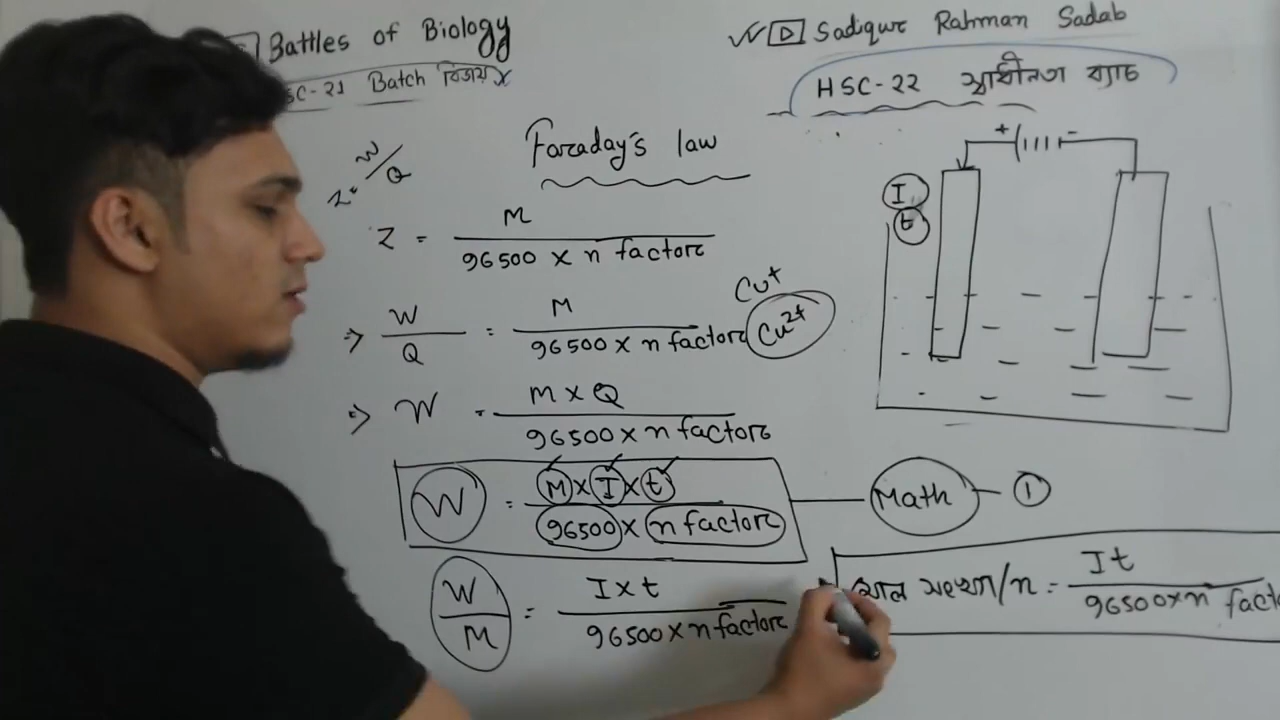 Battles of Biology
Sadiqur Rahman Sadab
SC-21 Batch বিজয়
HSC-22 স্বাধীনতা ব্যাচ
Faraday's law
Z = W/Q
Z = M / 96500 × n factor
Cu+
⇒ W/Q = M / 96500 × n factor
Cu2+
⇒ W = M × Q / 96500 × n factor
W = M × I × t / 96500 × n factor
Math - ①
W/M = I × t / 96500 × n factor
মোল সংখ্যা/n = It / 96500 × n fact
+ -
I
t